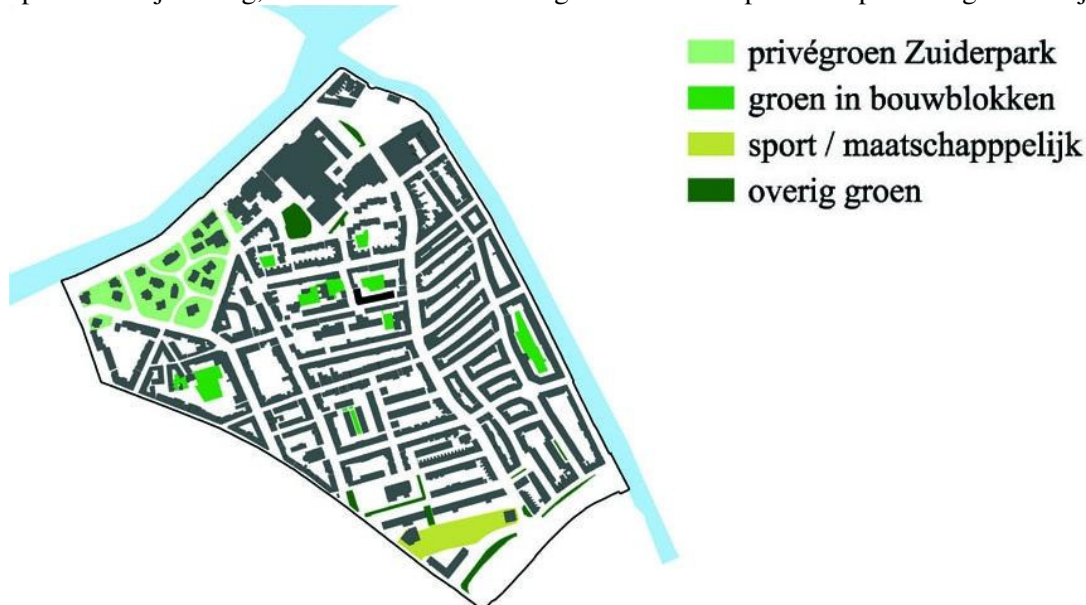 privégroen Zuiderpark
groen in bouwblokken
sport / maatschapppelijk
overig groen